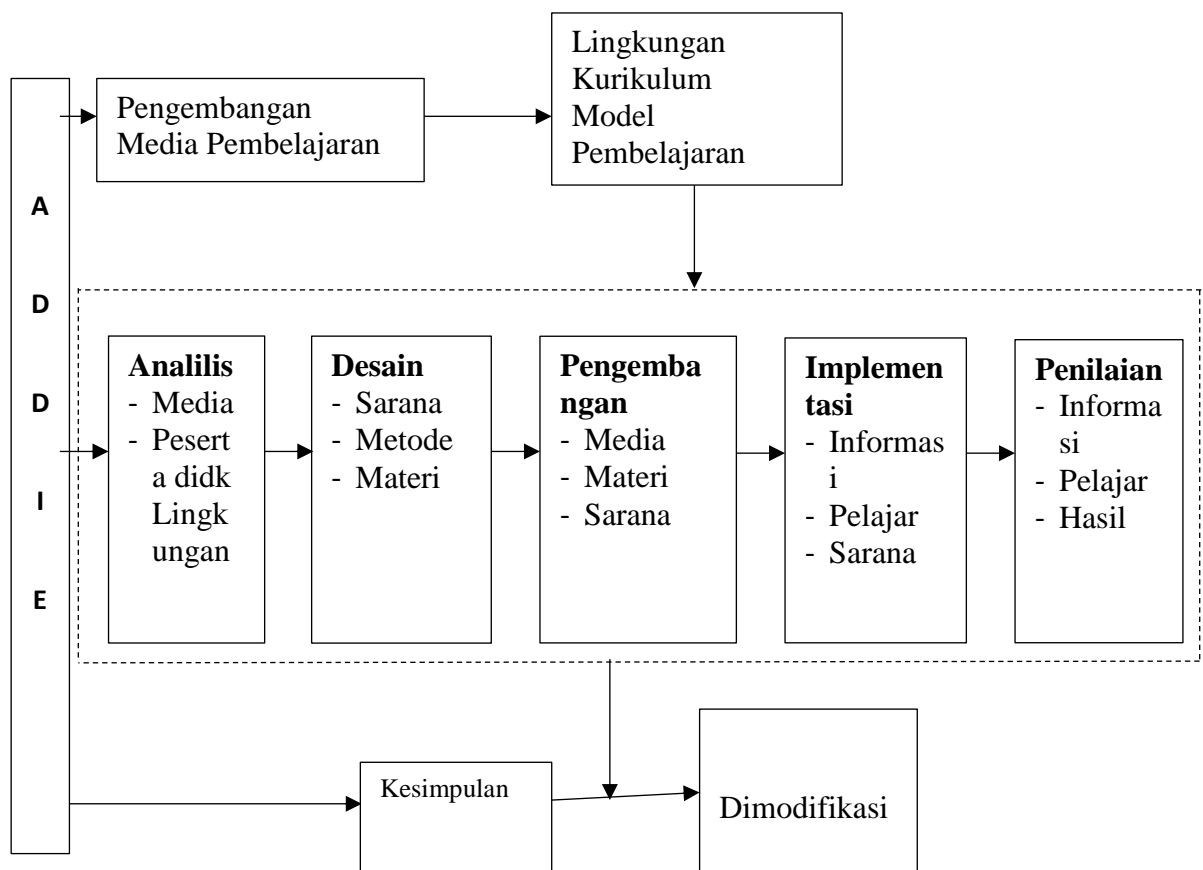 A
D
D
I
E
Pengembangan
Media Pembelajaran
Lingkungan
Kurikulum
Model
Pembelajaran
Analilis
- Media
- Pesert
a didk
Lingk
ungan
Desain
- Sarana
- Metode
- Materi
Pengemba
ngan
- Media
- Materi
- Sarana
Implemen
tasi
- Informas
i
- Pelajar
- Sarana
Penilaian
- Informa
si
- Pelajar
- Hasil
Kesimpulan
Dimodifikasi